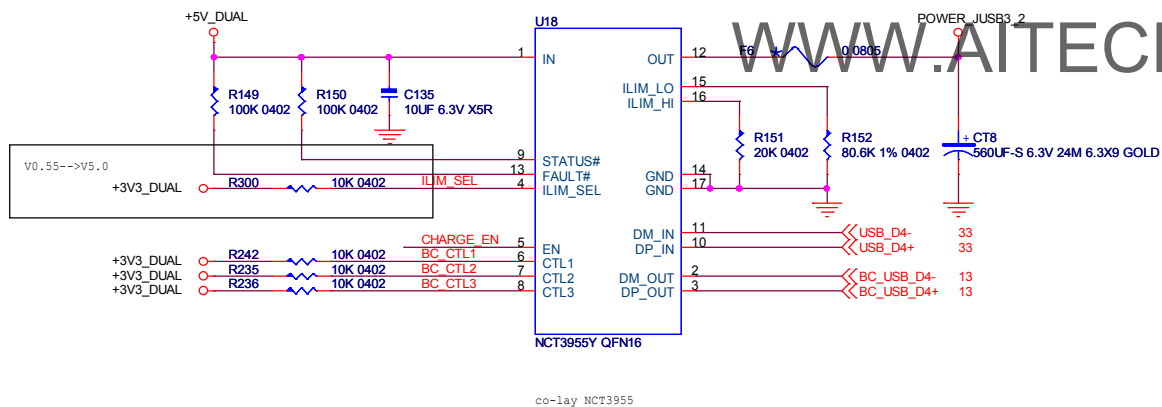 +5V_DUAL U18 POWER_JUSB3_2
WWW.AITECH
1 IN OUT 12 F6 0 0805
ILIM_LO 15
ILIM_HI 16
R149 R150 C135
100K 0402 100K 0402 10UF 6.3V X5R
R151 R152 + CT8
20K 0402 80.6K 1% 0402 560UF-S 6.3V 24M 6.3X9 GOLD
V0.55-->V5.0
9 STATUS#
13 FAULT# GND 14
+3V3_DUAL R300 10K 0402 ILIM_SEL 4 ILIM_SEL GND 17
DM_IN 11 USB_D4- 33
CHARGE_EN 5 EN DP_IN 10 USB_D4+ 33
+3V3_DUAL R242 10K 0402 BC_CTL1 6 CTL1
+3V3_DUAL R235 10K 0402 BC_CTL2 7 CTL2 DM_OUT 2 BC_USB_D4- 13
+3V3_DUAL R236 10K 0402 BC_CTL3 8 CTL3 DP_OUT 3 BC_USB_D4+ 13
NCT3955Y QFN16
co-lay NCT3955